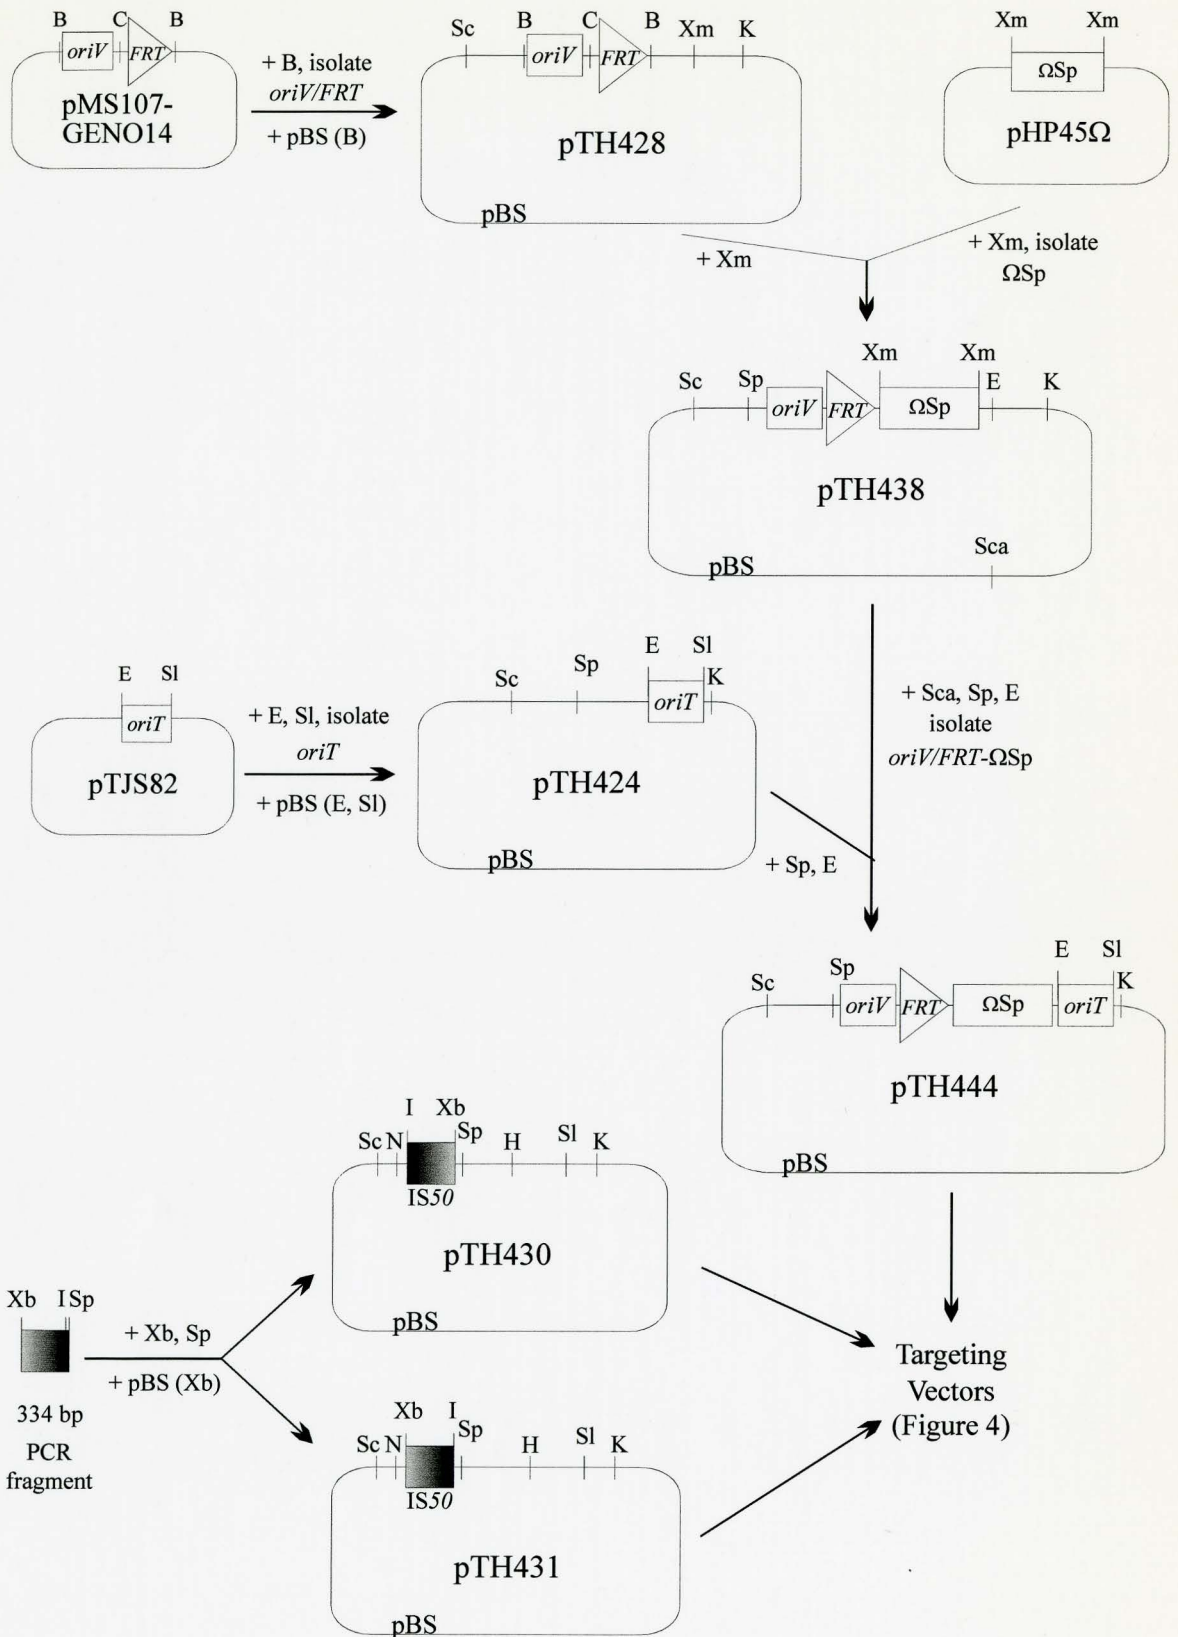 B C B
oriV FRT
pMS107-
GENO14
+ B, isolate
oriV/FRT
+ pBS (B)
Sc B C B Xm K
oriV FRT
pTH428
pBS
Xm Xm
ΩSp
pHP45Ω
+ Xm
+ Xm, isolate
ΩSp
Xm Xm
Sc Sp E K
oriV FRT ΩSp
pTH438
Sca
pBS
E Sl
oriT
pTJS82
+ E, Sl, isolate
oriT
+ pBS (E, Sl)
E Sl
Sc Sp K
oriT
pTH424
pBS
+ Sca, Sp, E
isolate
oriV/FRT-ΩSp
+ Sp, E
E Sl
Sc Sp K
oriV FRT ΩSp oriT
pTH444
pBS
I Xb
Sc N Sp H Sl K
IS50
pTH430
pBS
Xb I Sp
334 bp
PCR
fragment
+ Xb, Sp
+ pBS (Xb)
Xb I
Sc N Sp H Sl K
IS50
pTH431
pBS
Targeting
Vectors
(Figure 4)